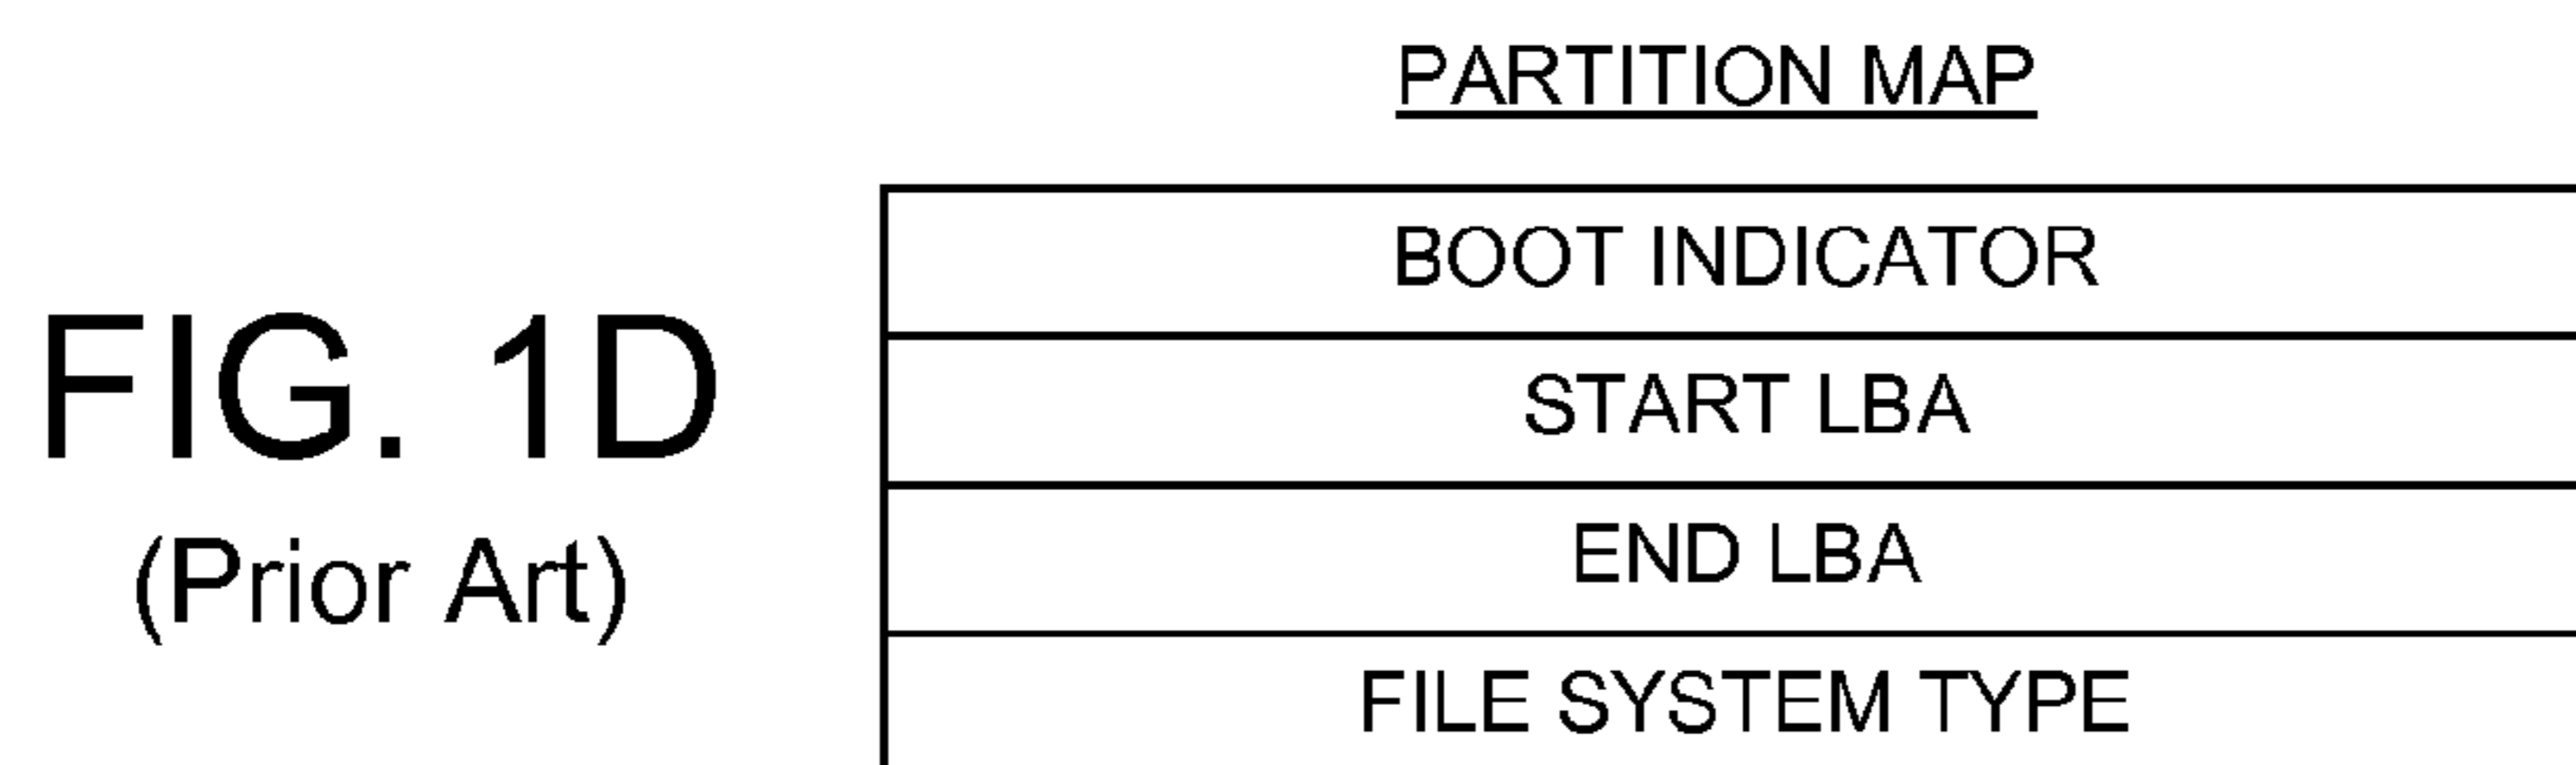 PARTITION MAP
BOOT INDICATOR
START LBA
END LBA
FILE SYSTEM TYPE
FIG. 1D
(Prior Art)